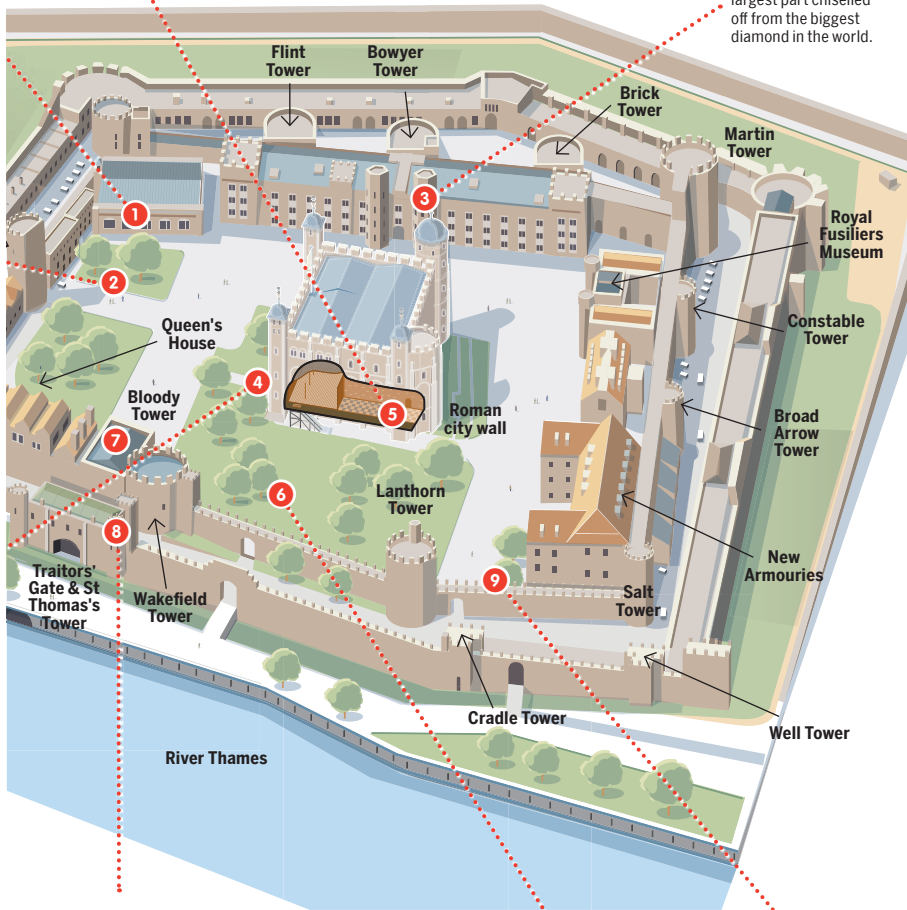 largest part chiselled
off from the biggest
diamond in the world.
Flint
Tower
Bowyer
Tower
Brick
Tower
Martin
Tower
Royal
Fusiliers
Museum
Constable
Tower
Broad
Arrow
Tower
New
Armouries
Queen's
House
Bloody
Tower
Roman
city wall
Lanthorn
Tower
Traitors'
Gate & St
Thomas's
Tower
Wakefield
Tower
Salt
Tower
Cradle Tower
Well Tower
River Thames
1
2
3
4
5
6
7
8
9